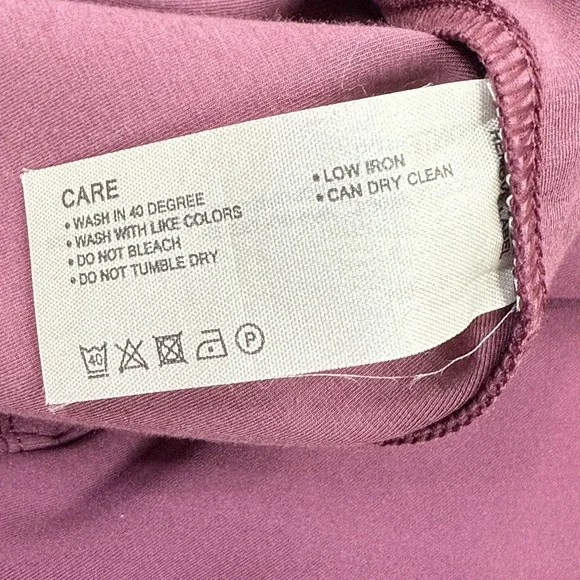 CARE
• WASH IN 40 DEGREE
• WASH WITH LIKE COLORS
• DO NOT BLEACH
• DO NOT TUMBLE DRY
• LOW IRON
• CAN DRY CLEAN
40
P